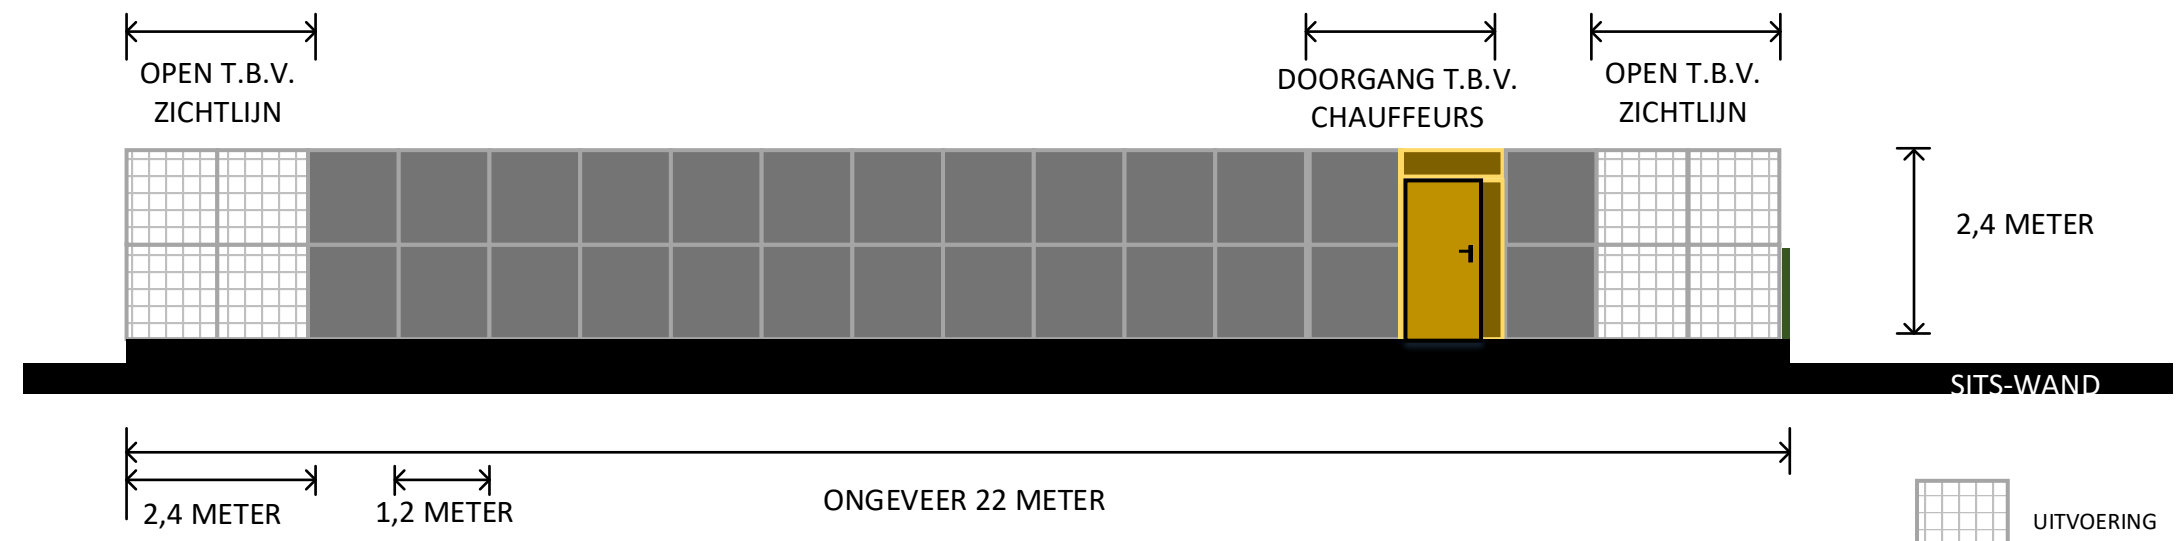 OPEN T.B.V.
ZICHTLIJN
DOORGANG T.B.V.
CHAUFFEURS
OPEN T.B.V.
ZICHTLIJN
2,4 METER
SITS-WAND
2,4 METER
1,2 METER
ONGEVEER 22 METER
UITVOERING